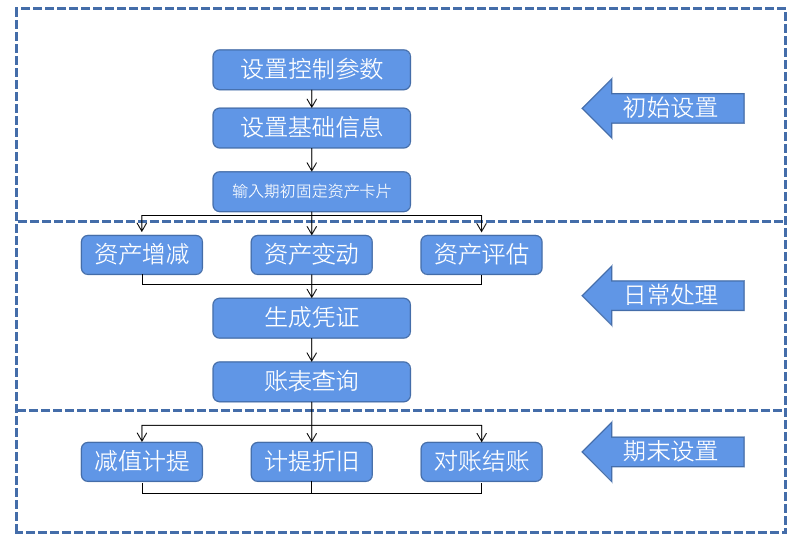 设置控制参数
初始设置
设置基础信息
输入期初固定资产卡片
资产增减
资产变动
资产评估
日常处理
生成凭证
账表查询
减值计提
计提折旧
对账结账
期末设置